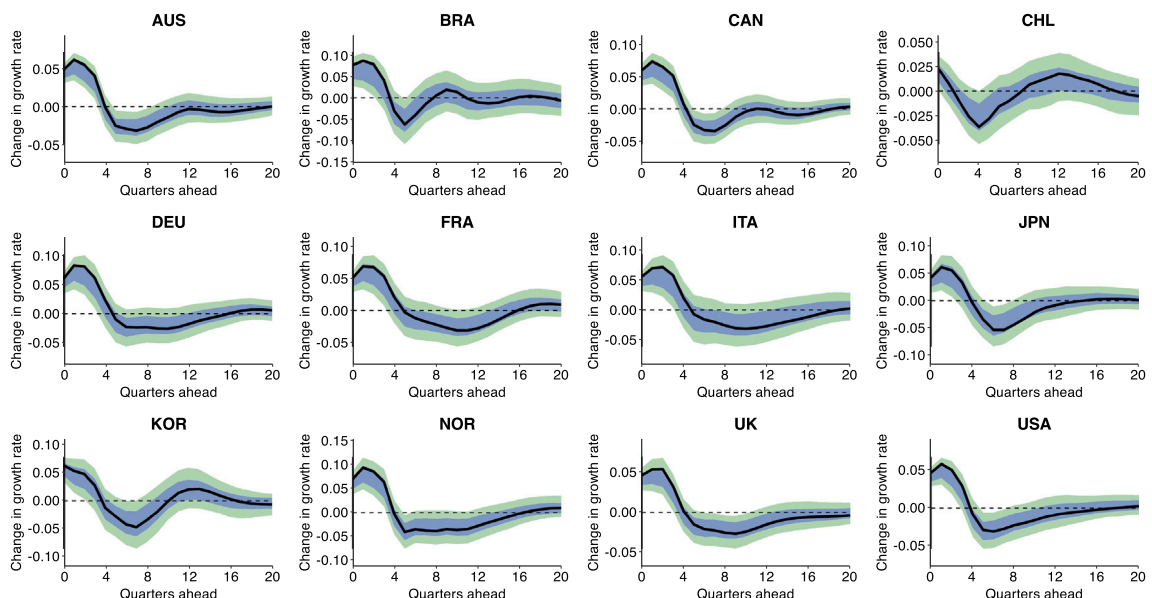 AUS
Change in growth rate
0.05
0.00
-0.05
0 4 8 12 16 20
Quarters ahead
BRA
Change in growth rate
0.10
0.05
0.00
-0.05
-0.10
-0.15
0 4 8 12 16 20
Quarters ahead
CAN
Change in growth rate
0.10
0.05
0.00
-0.05
0 4 8 12 16 20
Quarters ahead
CHL
Change in growth rate
0.050
0.025
0.000
-0.025
-0.050
0 4 8 12 16 20
Quarters ahead
DEU
Change in growth rate
0.10
0.05
0.00
-0.05
0 4 8 12 16 20
Quarters ahead
FRA
Change in growth rate
0.10
0.05
0.00
-0.05
0 4 8 12 16 20
Quarters ahead
ITA
Change in growth rate
0.10
0.05
0.00
-0.05
0 4 8 12 16 20
Quarters ahead
JPN
Change in growth rate
0.10
0.05
0.00
-0.05
-0.10
0 4 8 12 16 20
Quarters ahead
KOR
Change in growth rate
0.10
0.05
0.00
-0.05
-0.10
0 4 8 12 16 20
Quarters ahead
NOR
Change in growth rate
0.15
0.10
0.05
0.00
-0.05
-0.10
0 4 8 12 16 20
Quarters ahead
UK
Change in growth rate
0.05
0.00
-0.05
0 4 8 12 16 20
Quarters ahead
USA
Change in growth rate
0.05
0.00
-0.05
0 4 8 12 16 20
Quarters ahead